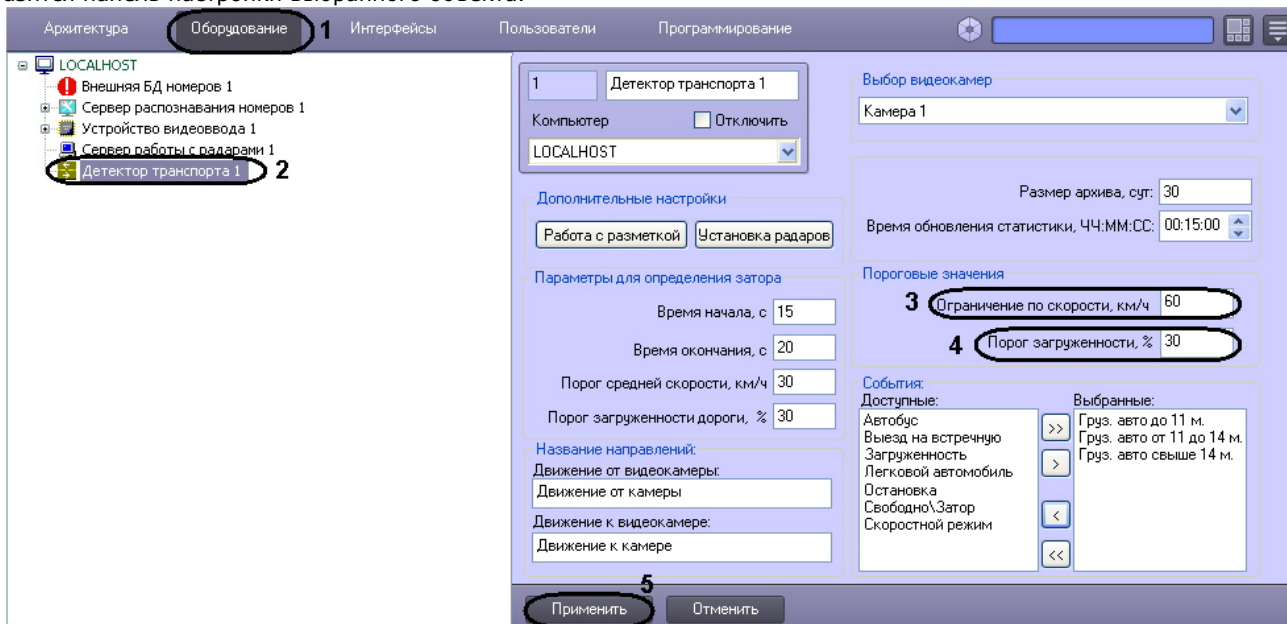 азится панель настройки выбранного объекта.
Архитектура Оборудование 1 Интерфейсы Пользователи Программирование
LOCALHOST
Внешняя БД номеров 1
Сервер распознавания номеров 1
Устройство видеоввода 1
Сервер работы с радарами 1
Детектор транспорта 1 2
1 Детектор транспорта 1
Компьютер Отключить
LOCALHOST
Дополнительные настройки
Работа с разметкой Установка радаров
Параметры для определения затора
Время начала, с 15
Время окончания, с 20
Порог средней скорости, км/ч 30
Порог загруженности дороги, % 30
Название направлений:
Движение от видеокамеры:
Движение от камеры
Движение к видеокамере:
Движение к камере
Выбор видеокамер
Камера 1
Размер архива, сут: 30
Время обновления статистики, ЧЧ:ММ:СС: 00:15:00
Пороговые значения
3 Ограничение по скорости, км/ч 60
4 Порог загруженности, % 30
События:
Доступные:
Автобус
Выезд на встречную
Загруженность
Легковой автомобиль
Остановка
Свободно\Затор
Скоростной режим
>>
>
<
<<
Выбранные:
Груз. авто до 11 м.
Груз. авто от 11 до 14 м.
Груз. авто свыше 14 м.
5
Применить Отменить